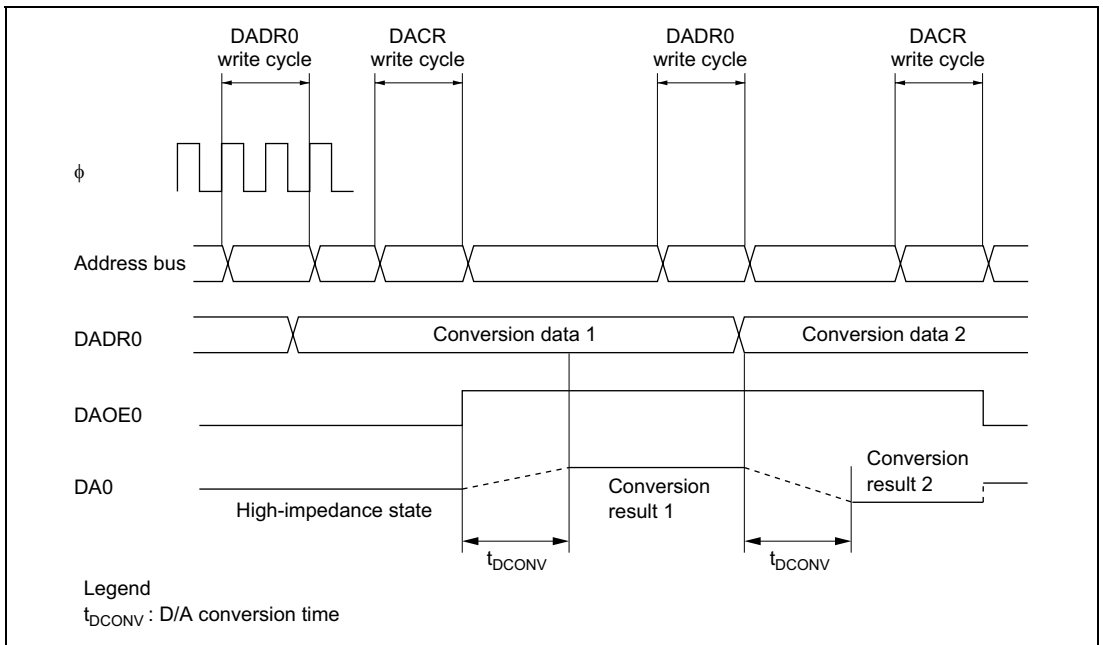 DADR0
write cycle
DACR
write cycle
DADR0
write cycle
DACR
write cycle
ϕ
Address bus
DADR0
Conversion data 1
Conversion data 2
DAOE0
DA0
High-impedance state
Conversion
result 1
Conversion
result 2
tDCONV
tDCONV
Legend
tDCONV : D/A conversion time